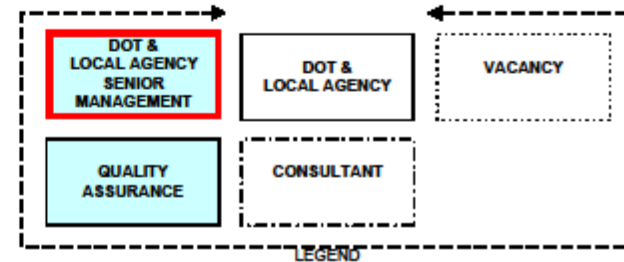 DOT &
LOCAL AGENCY
SENIOR
MANAGEMENT
DOT &
LOCAL AGENCY
VACANCY
QUALITY
ASSURANCE
CONSULTANT
LEGEND